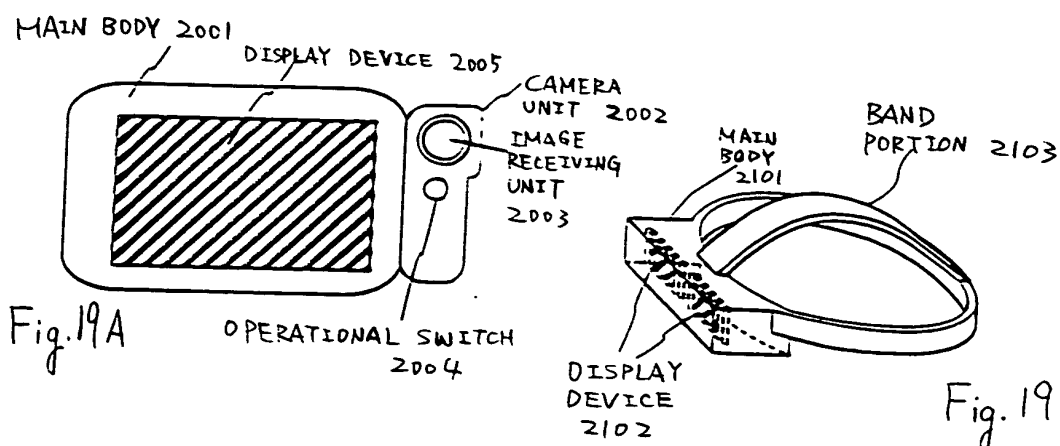 MAIN BODY 2001
DISPLAY DEVICE 2005
CAMERA
UNIT 2002
IMAGE
RECEIVING
UNIT
2003
OPERATIONAL SWITCH
2004
Fig.19A
MAIN
BODY
2101
BAND
PORTION 2103
DISPLAY
DEVICE
2102
Fig. 19